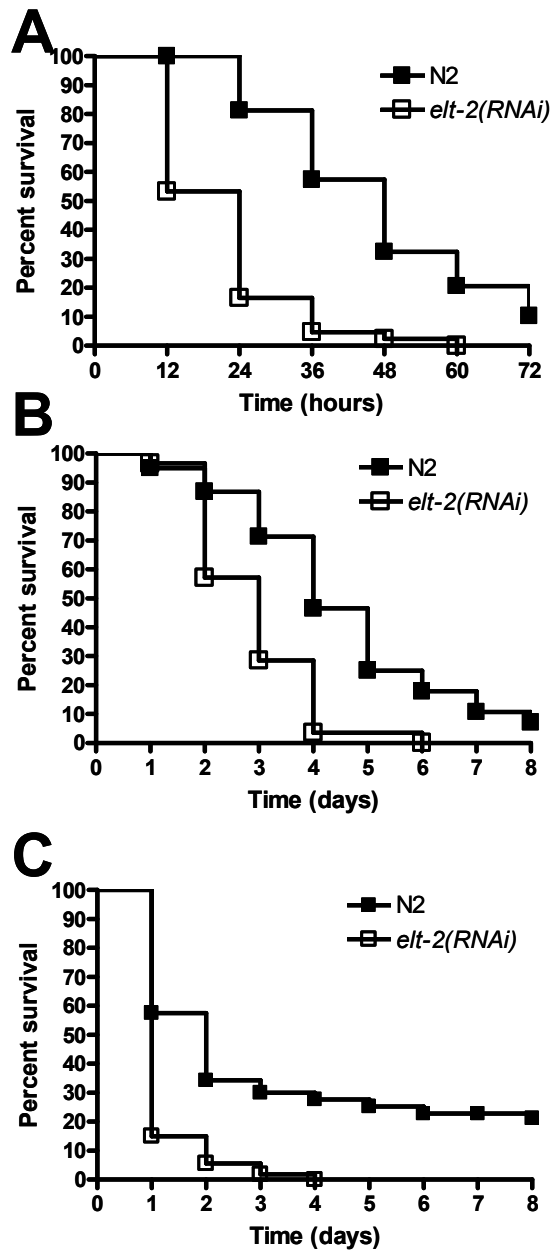 A
Percent survival
100
90
80
70
60
50
40
30
20
10
0
0 12 24 36 48 60 72
Time (hours)
N2
elt-2(RNAi)
B
Percent survival
100
90
80
70
60
50
40
30
20
10
0
0 1 2 3 4 5 6 7 8
Time (days)
N2
elt-2(RNAi)
C
Percent survival
100
90
80
70
60
50
40
30
20
10
0
0 1 2 3 4 5 6 7 8
Time (days)
N2
elt-2(RNAi)